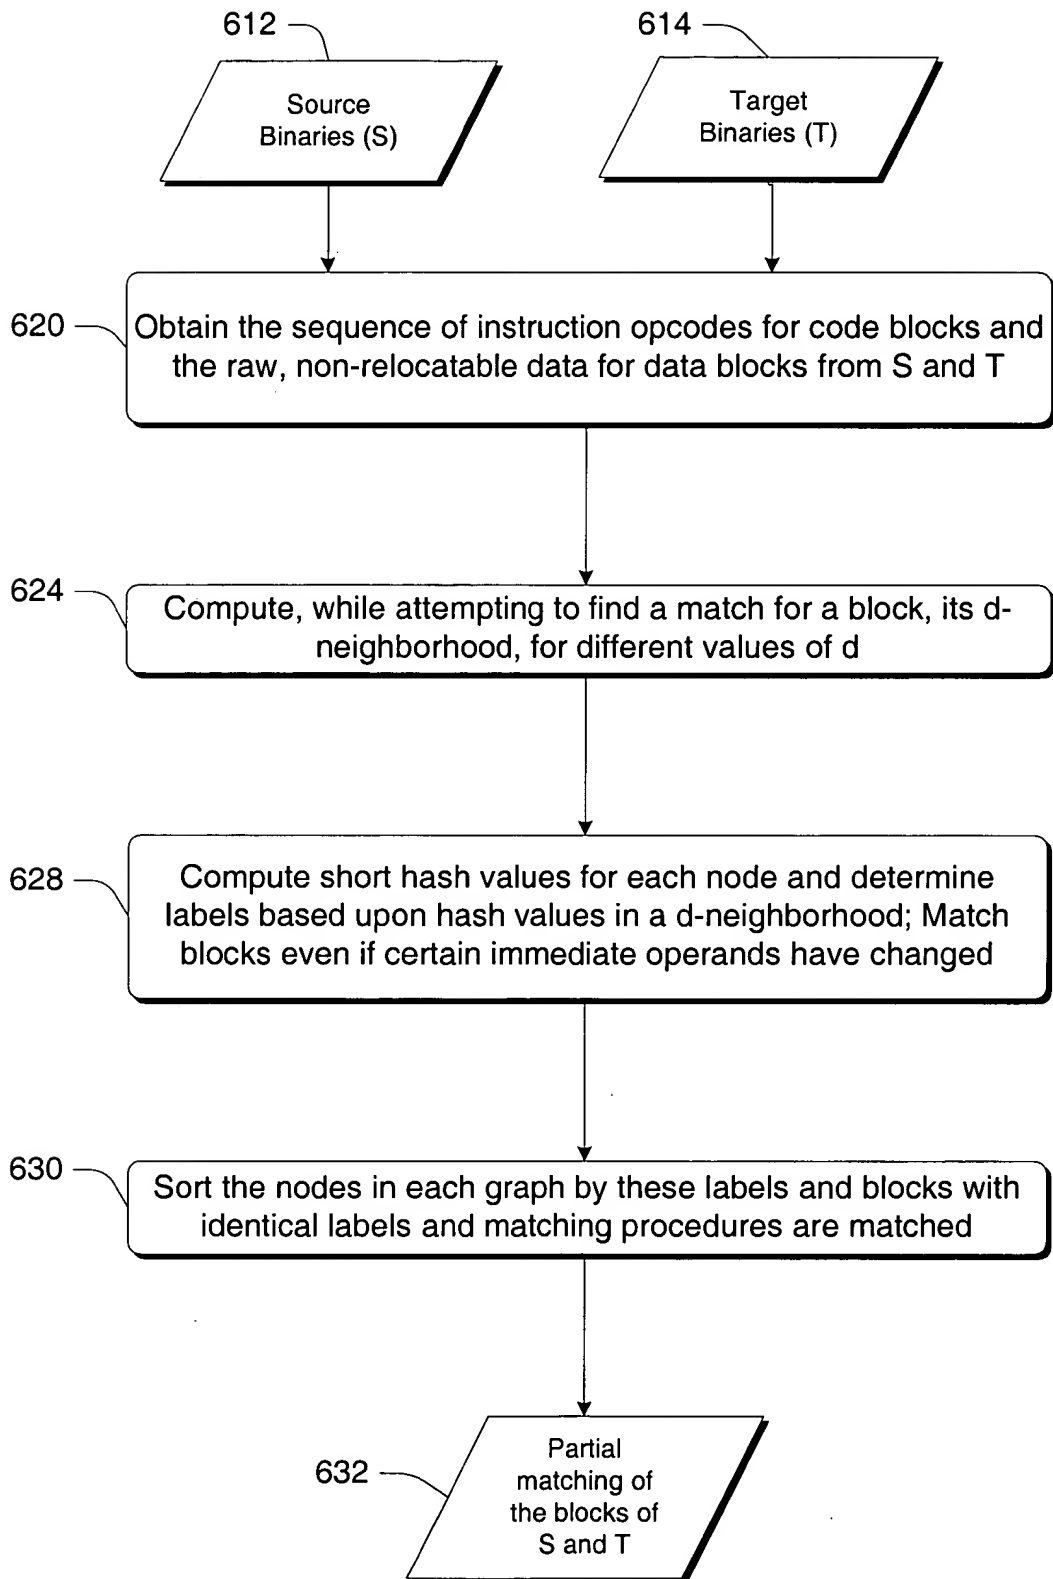 612
614
Source
Binaries (S)
Target
Binaries (T)
620
Obtain the sequence of instruction opcodes for code blocks and
the raw, non-relocatable data for data blocks from S and T
624
Compute, while attempting to find a match for a block, its d-
neighborhood, for different values of d
628
Compute short hash values for each node and determine
labels based upon hash values in a d-neighborhood; Match
blocks even if certain immediate operands have changed
630
Sort the nodes in each graph by these labels and blocks with
identical labels and matching procedures are matched
632
Partial
matching of
the blocks of
S and T